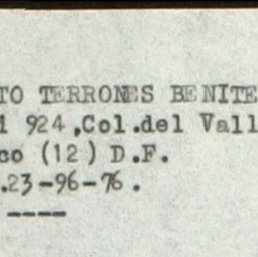 TO TERRONES BENITE
i 924,Col.del Vall
co (12) D.F.
.23-96-76.
----